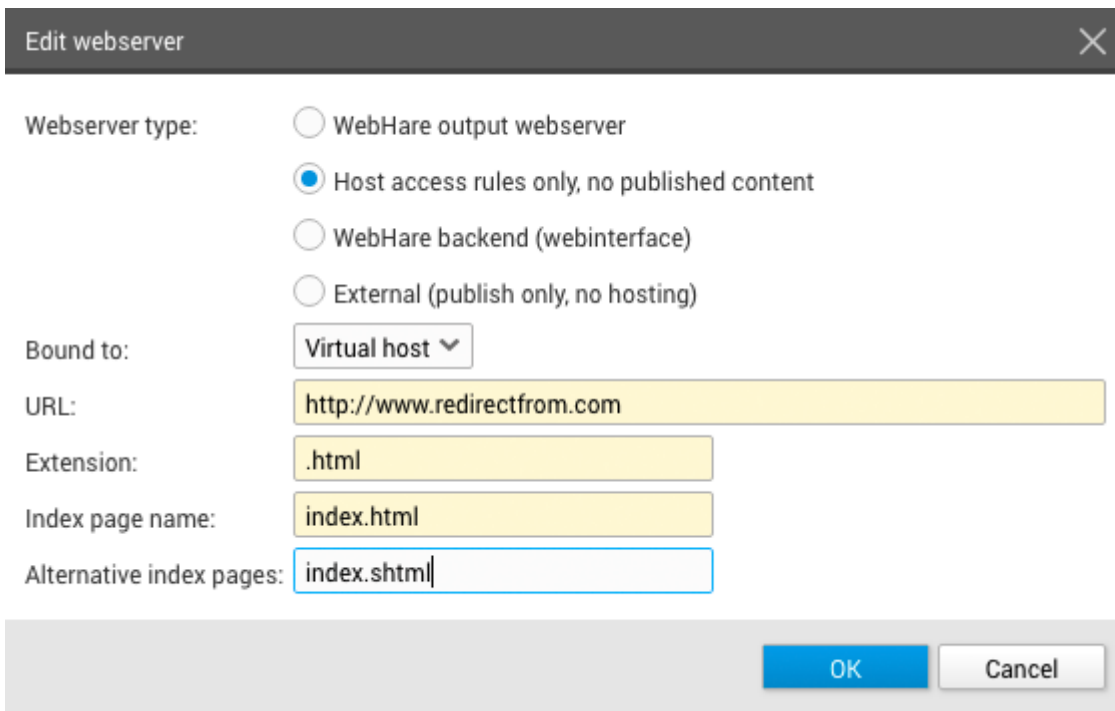 Edit webserver
Webserver type: WebHare output webserver
Host access rules only, no published content
WebHare backend (webinterface)
External (publish only, no hosting)
Bound to: Virtual host
URL: http://www.redirectfrom.com
Extension: .html
Index page name: index.html
Alternative index pages: index.shtml
OK Cancel